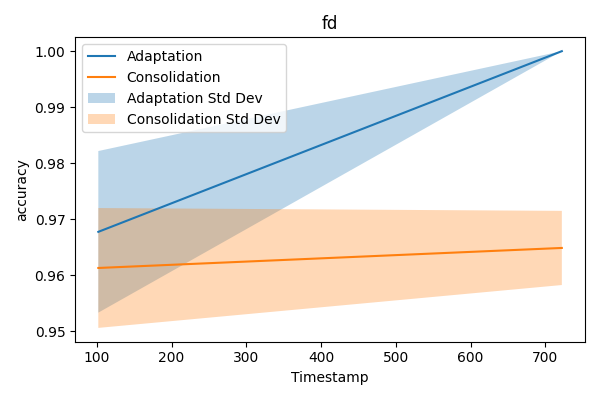 fd
Adaptation
Consolidation
Adaptation Std Dev
Consolidation Std Dev
accuracy
1.00
0.99
0.98
0.97
0.96
0.95
100 200 300 400 500 600 700
Timestamp